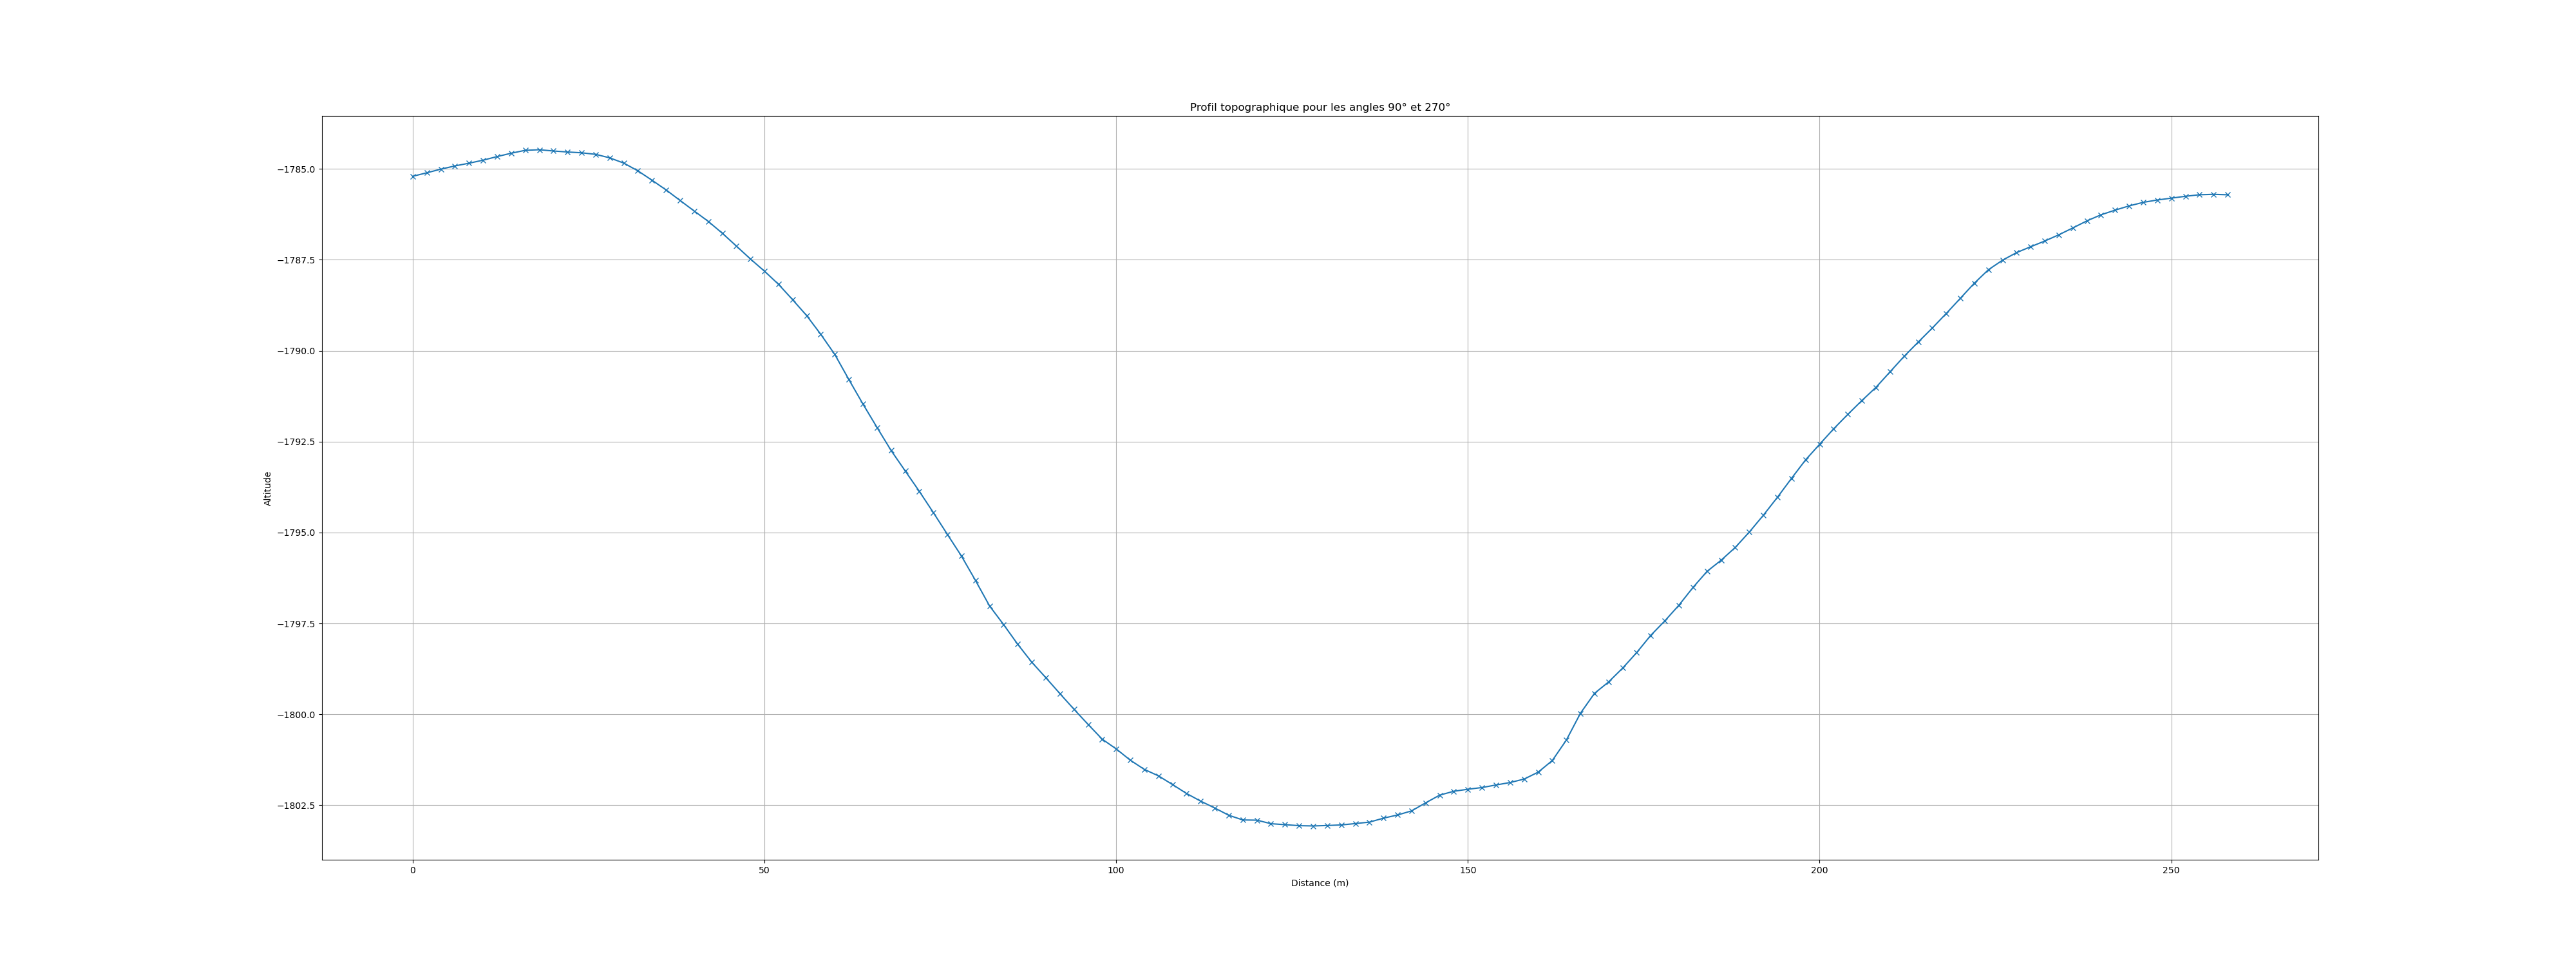 Profil topographique pour les angles 90° et 270°
Altitude
−1785.0
−1787.5
−1790.0
−1792.5
−1795.0
−1797.5
−1800.0
−1802.5
0 50 100 150 200 250
Distance (m)